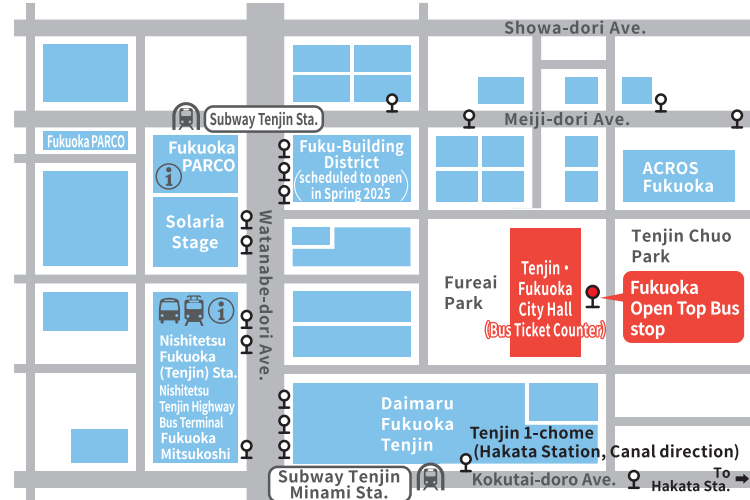 Showa-dori Ave.
Subway Tenjin Sta.
Meiji-dori Ave.
Fukuoka PARCO
Fukuoka
PARCO
Fuku-Building
District
(scheduled to open
in Spring 2025)
ACROS
Fukuoka
Solaria
Stage
Watanabe-dori Ave.
Tenjin Chuo
Park
Fureai
Park
Tenjin・
Fukuoka
City Hall
(Bus Ticket Counter)
Fukuoka
Open Top Bus
stop
Nishitetsu
Fukuoka
(Tenjin) Sta.
Nishitetsu
Tenjin Highway
Bus Terminal
Fukuoka
Mitsukoshi
Daimaru
Fukuoka
Tenjin
Tenjin 1-chome
(Hakata Station, Canal direction)
Subway Tenjin
Minami Sta.
Kokutai-doro Ave.
To
Hakata Sta.